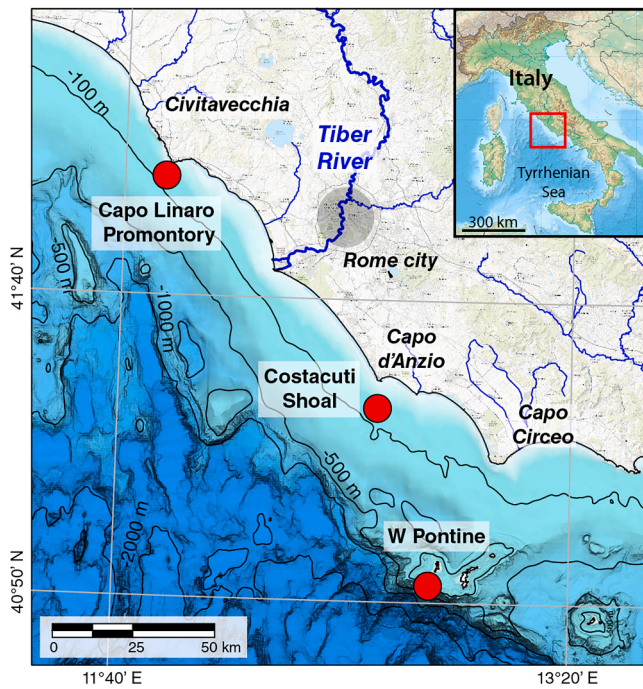 -100 m
Civitavecchia
Tiber
River
Italy
Tyrrhenian
Sea
300 km
Capo Linaro
Promontory
Rome city
-500 m
-1000 m
41°40' N
Capo
d'Anzio
Costacuti
Shoal
Capo
Circeo
-500 m
-2000 m
W Pontine
40°50' N
0
25
50 km
11°40' E
13°20' E